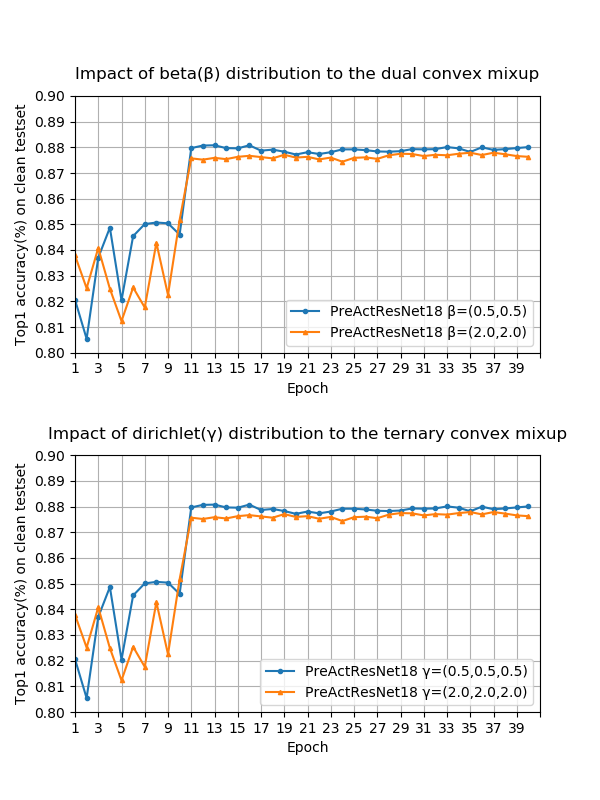 Impact of beta(β) distribution to the dual convex mixup
Top1 accuracy(%) on clean testset
0.90
0.89
0.88
0.87
0.86
0.85
0.84
0.83
0.82
0.81
0.80
PreActResNet18 β=(0.5,0.5)
PreActResNet18 β=(2.0,2.0)
1 3 5 7 9 11 13 15 17 19 21 23 25 27 29 31 33 35 37 39
Epoch
Impact of dirichlet(γ) distribution to the ternary convex mixup
Top1 accuracy(%) on clean testset
0.90
0.89
0.88
0.87
0.86
0.85
0.84
0.83
0.82
0.81
0.80
PreActResNet18 γ=(0.5,0.5,0.5)
PreActResNet18 γ=(2.0,2.0,2.0)
1 3 5 7 9 11 13 15 17 19 21 23 25 27 29 31 33 35 37 39
Epoch